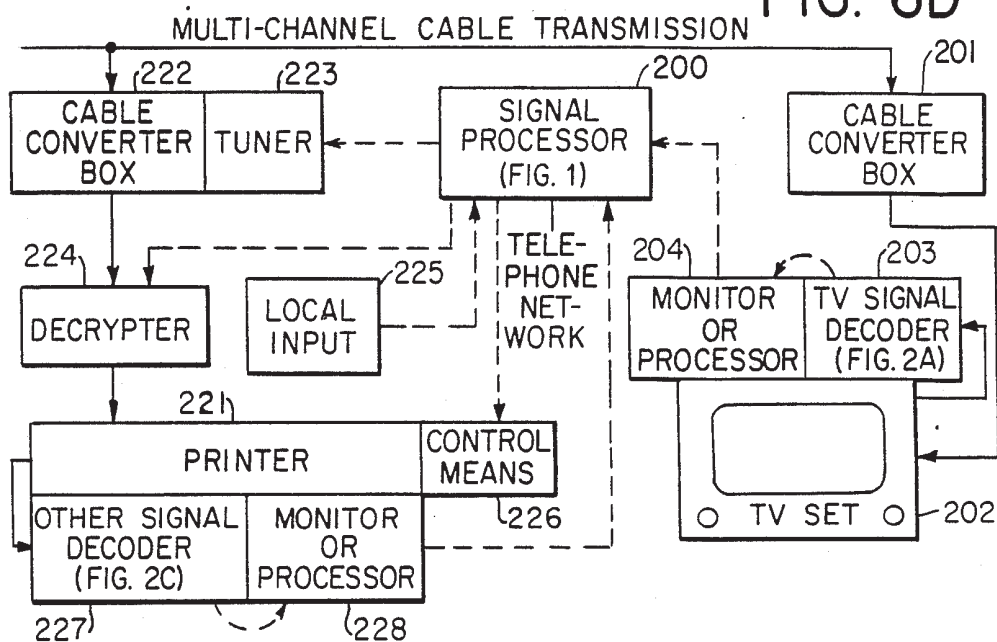 FIG. 6D
MULTI-CHANNEL CABLE TRANSMISSION
222
223
200
201
CABLE
CONVERTER
BOX
TUNER
SIGNAL
PROCESSOR
(FIG. 1)
CABLE
CONVERTER
BOX
224
225
TELE-
PHONE
NET-
WORK
204
203
DECRYPTER
LOCAL
INPUT
MONITOR
OR
PROCESSOR
TV SIGNAL
DECODER
(FIG. 2A)
221
PRINTER
CONTROL
MEANS
226
TV SET
202
OTHER SIGNAL
DECODER
(FIG. 2C)
MONITOR
OR
PROCESSOR
227
228